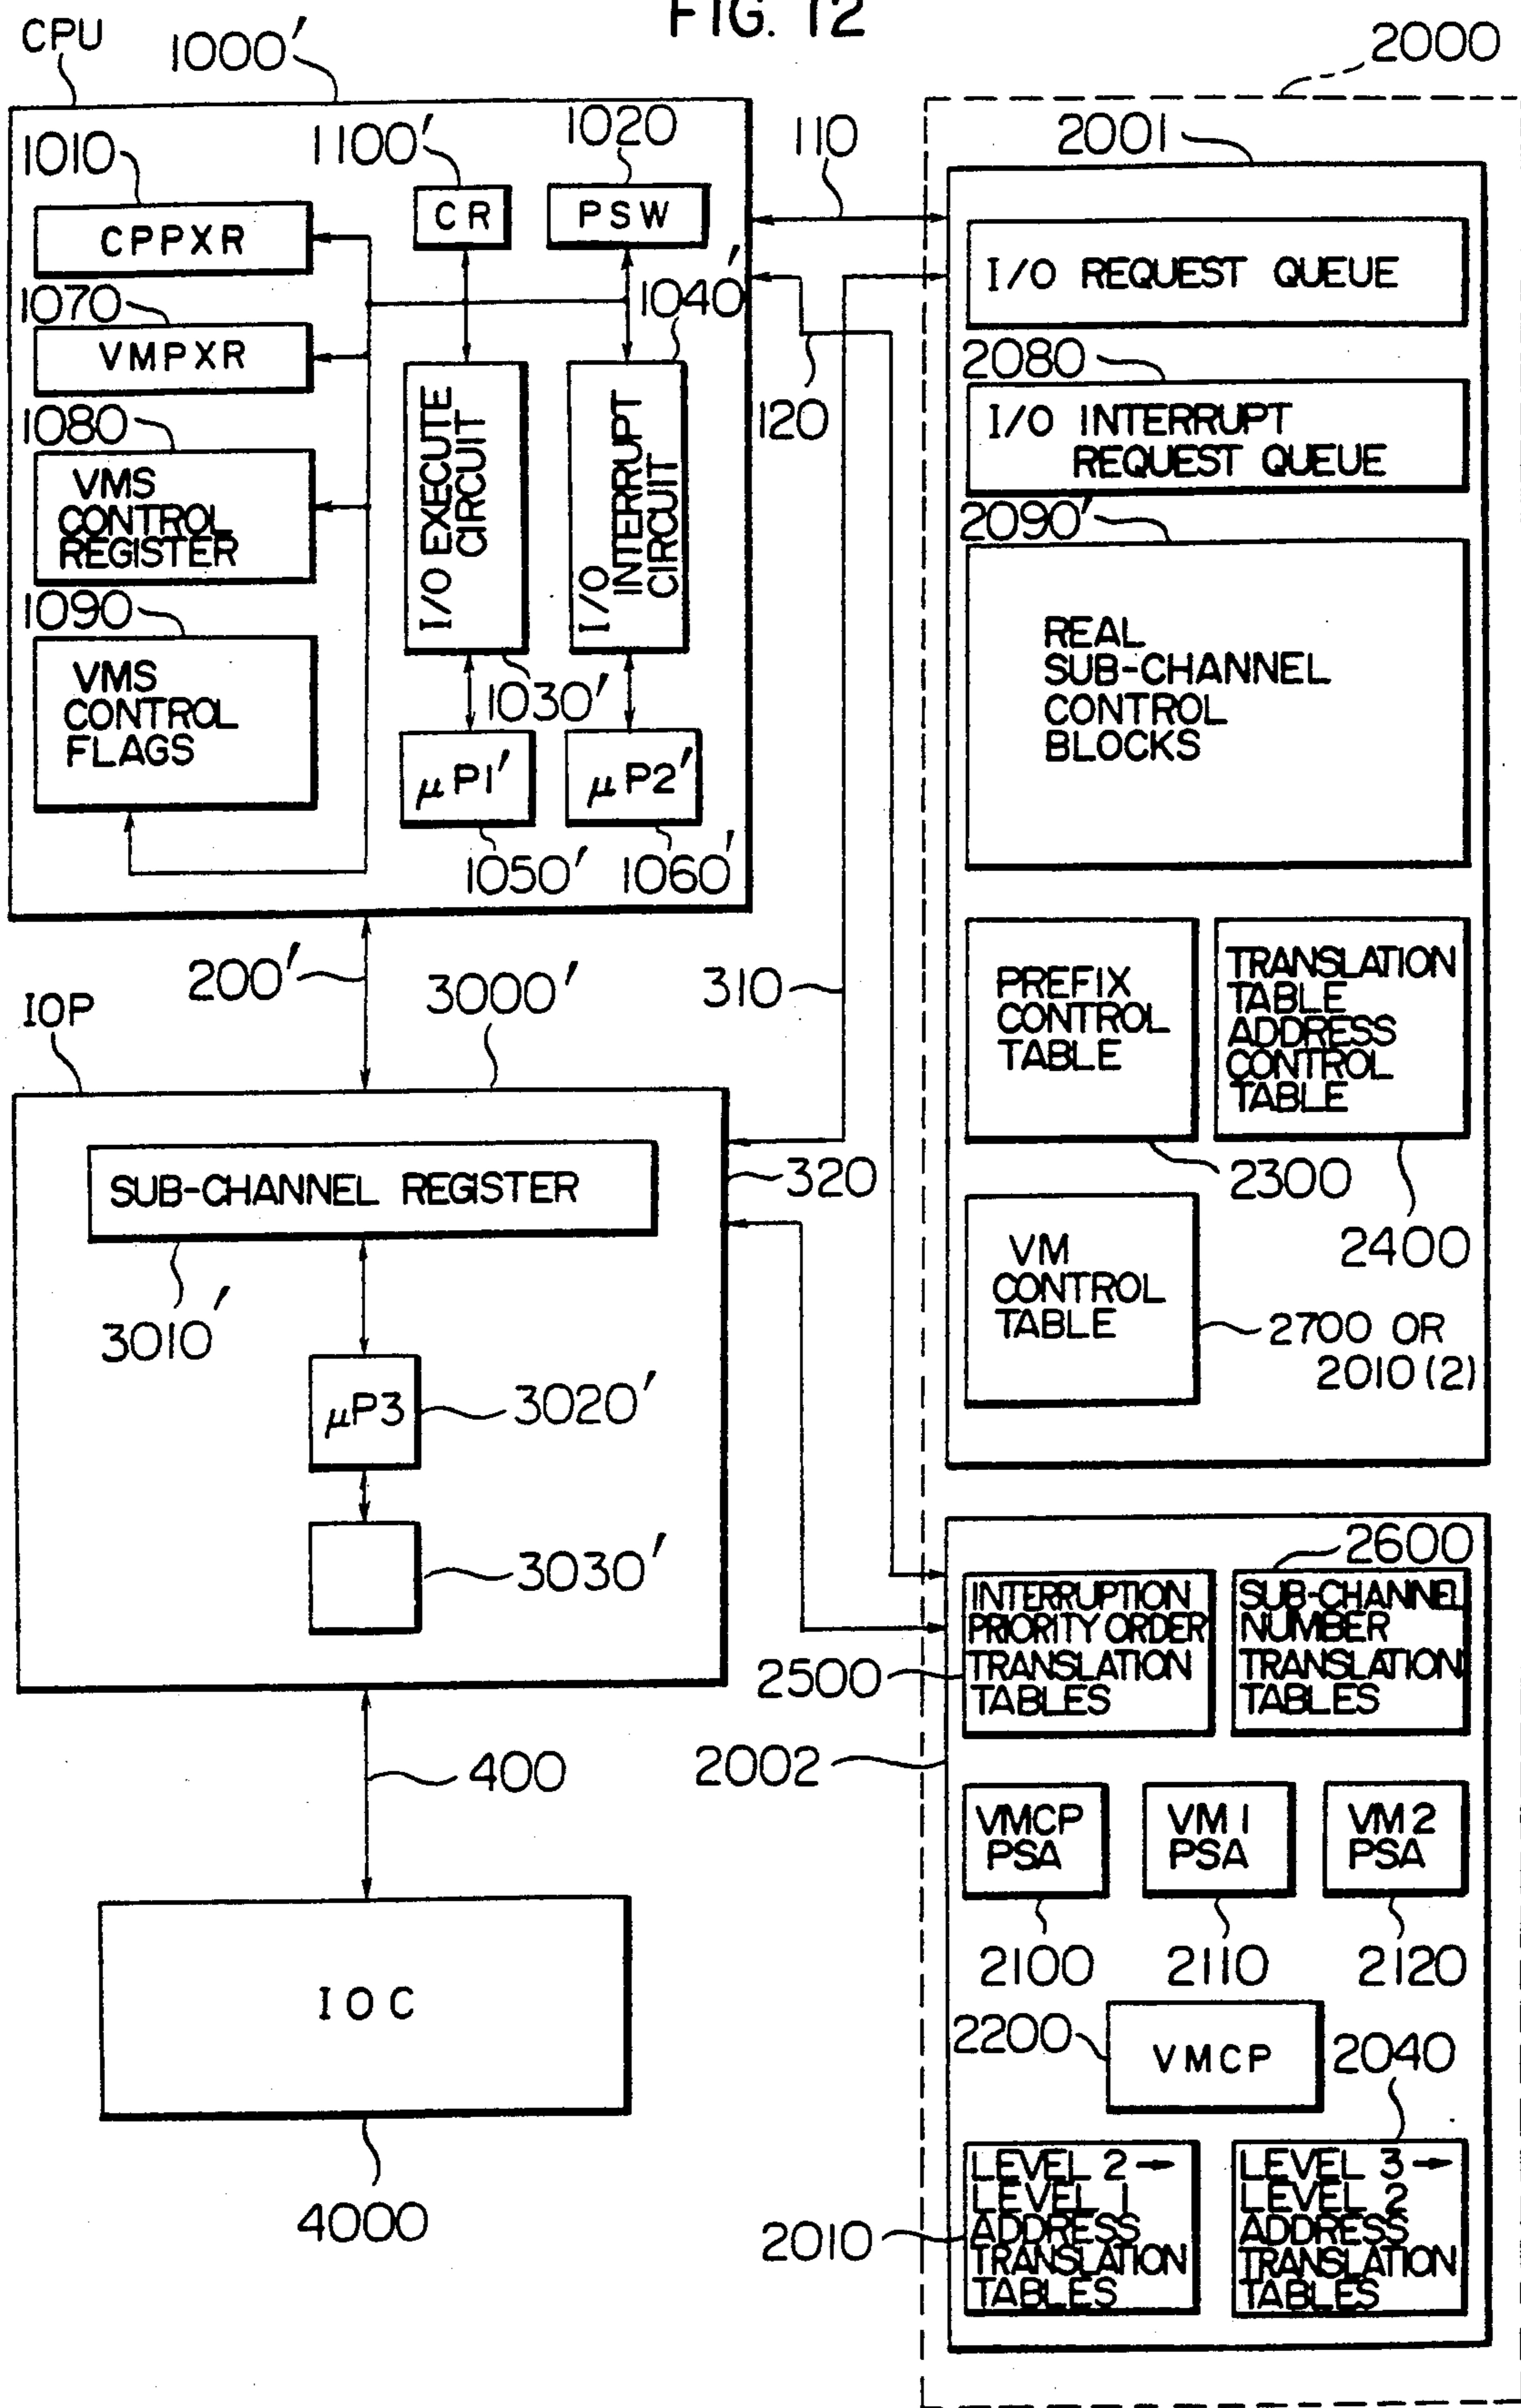 FIG. 12
CPU
1000'
2000
1010
1100'
1020
110
2001
CPPXR
CR
PSW
I/O REQUEST QUEUE
1070
1040'
VMPXR
2080
120
I/O INTERRUPT
REQUEST QUEUE
1080
VMS
CONTROL
REGISTER
I/O EXECUTE
CIRCUIT
I/O
INTERRUPT
CIRCUIT
2090'
1090
VMS
CONTROL
FLAGS
1030'
REAL
SUB-CHANNEL
CONTROL
BLOCKS
μP1'
μP2'
1050'
1060'
200'
3000'
310
PREFIX
CONTROL
TABLE
TRANSLATION
TABLE
ADDRESS
CONTROL
TABLE
IOP
SUB-CHANNEL REGISTER
320
2300
2400
3010'
VM
CONTROL
TABLE
2700 OR
2010 (2)
μP3
3020'
3030'
2600
INTERRUPTION
PRIORITY ORDER
TRANSLATION
TABLES
SUB-CHANNEL
NUMBER
TRANSLATION
TABLES
2500
2002
400
VMCP
PSA
VM 1
PSA
VM 2
PSA
2100
2110
2120
IOC
2200
VMCP
2040
4000
LEVEL 2 →
LEVEL 1
ADDRESS
TRANSLATION
TABLES
LEVEL 3 →
LEVEL 2
ADDRESS
TRANSLATION
TABLES
2010